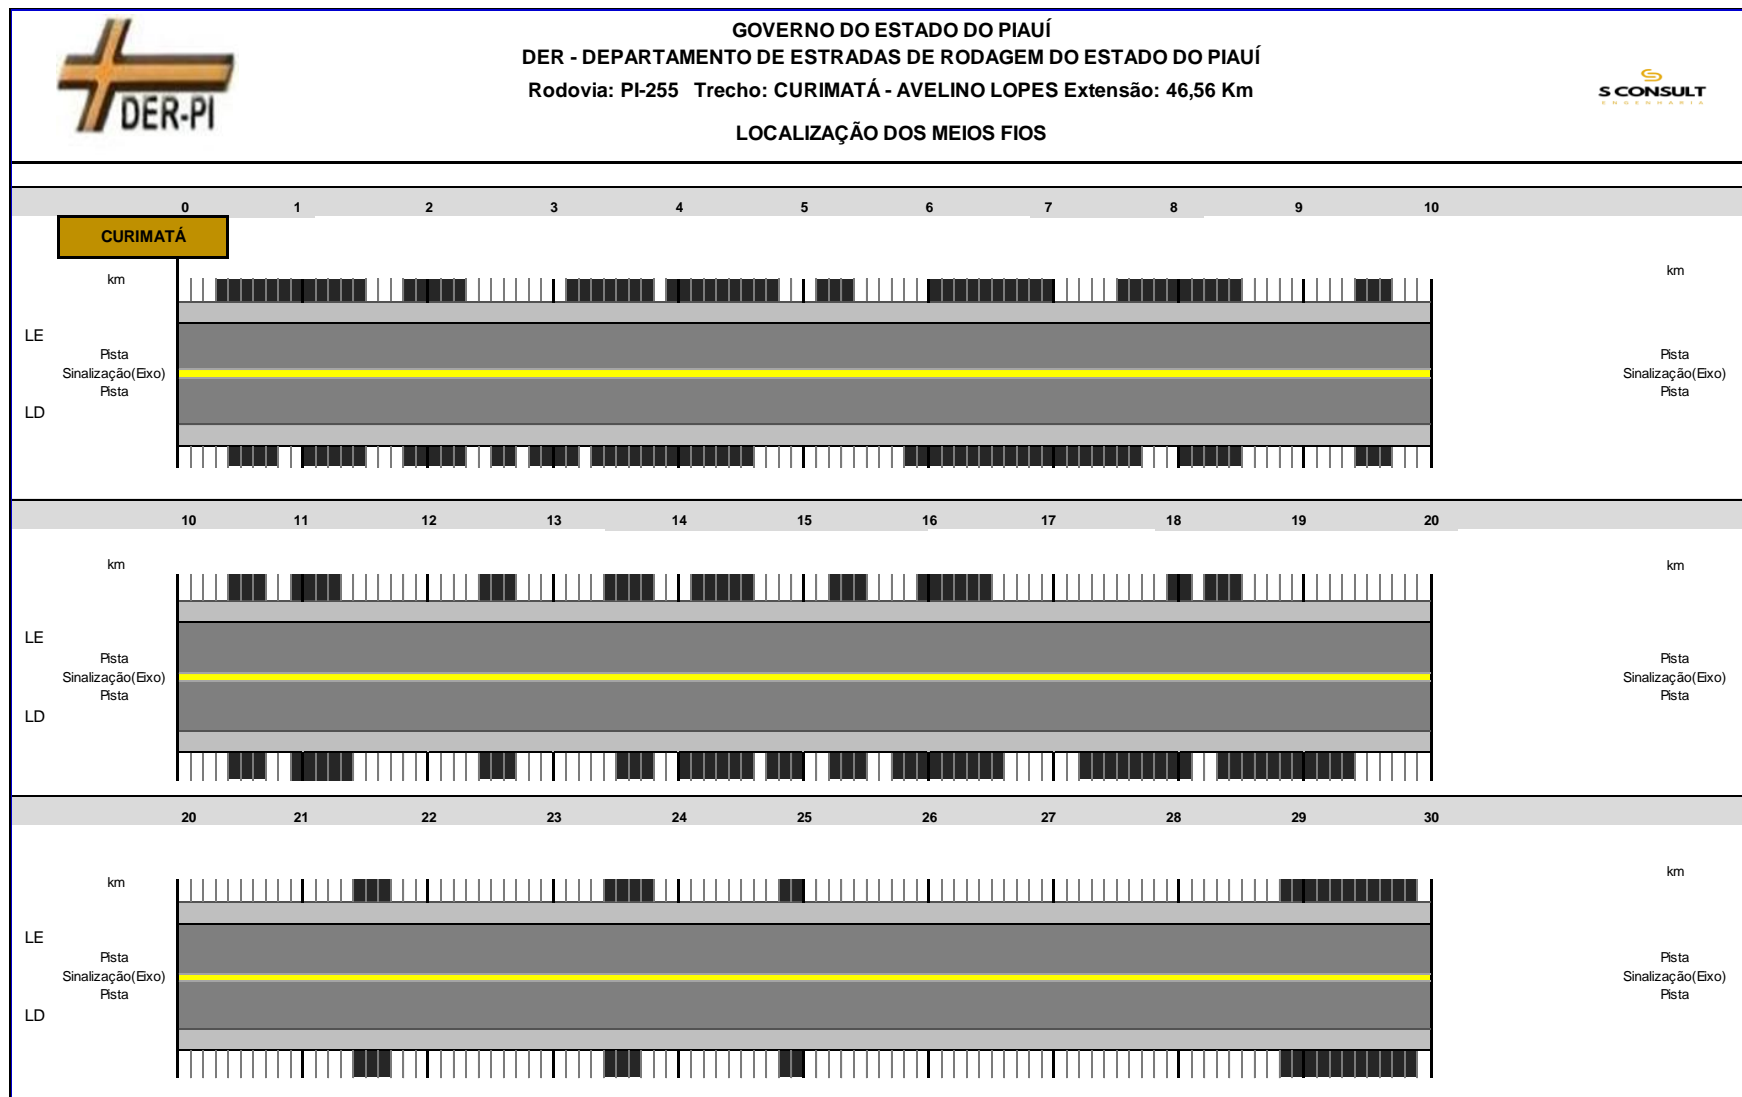 DER-PI
GOVERNO DO ESTADO DO PIAUÍ
DER - DEPARTAMENTO DE ESTRADAS DE RODAGEM DO ESTADO DO PIAUÍ
Rodovia: PI-255 Trecho: CURIMATÁ - AVELINO LOPES Extensão: 46,56 Km
LOCALIZAÇÃO DOS MEIOS FIOS
S CONSULT
ENGENHARIA
0 1 2 3 4 5 6 7 8 9 10
CURIMATÁ
km km
LE
Pista Pista
Sinalização(Eixo) Sinalização(Eixo)
Pista Pista
LD
10 11 12 13 14 15 16 17 18 19 20
km km
LE
Pista Pista
Sinalização(Eixo) Sinalização(Eixo)
Pista Pista
LD
20 21 22 23 24 25 26 27 28 29 30
km km
LE
Pista Pista
Sinalização(Eixo) Sinalização(Eixo)
Pista Pista
LD